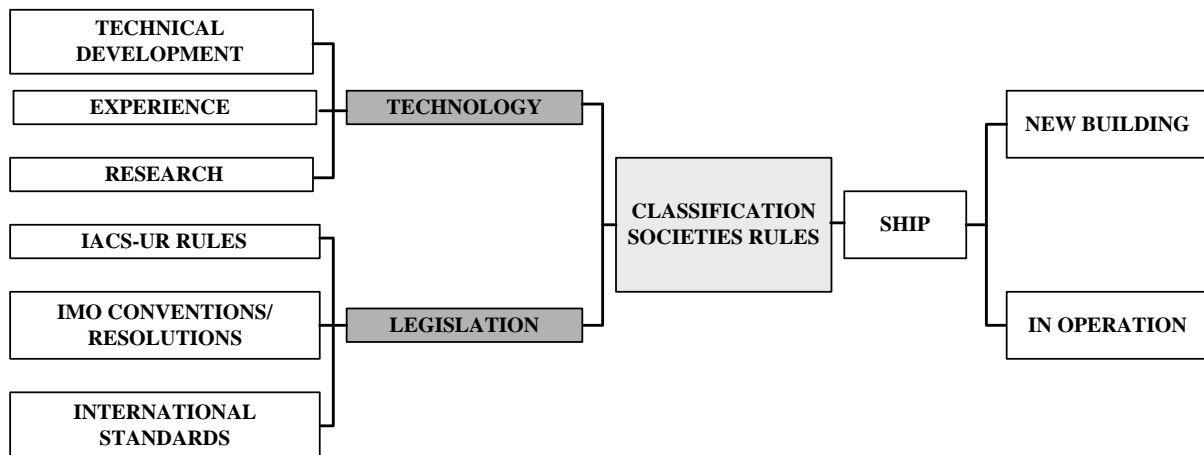 TECHNICAL
DEVELOPMENT
EXPERIENCE
RESEARCH
IACS-UR RULES
IMO CONVENTIONS/
RESOLUTIONS
INTERNATIONAL
STANDARDS
TECHNOLOGY
LEGISLATION
CLASSIFICATION
SOCIETIES RULES
SHIP
NEW BUILDING
IN OPERATION